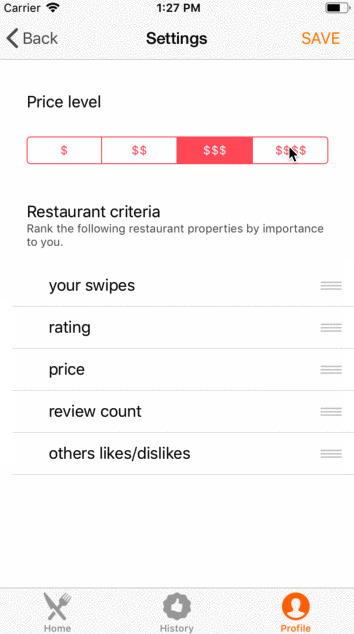 Carrier 1:27 PM
Back Settings SAVE
Price level
$ $$ $$$ $$$$
Restaurant criteria
Rank the following restaurant properties by importance
to you.
your swipes
rating
price
review count
others likes/dislikes
Home History Profile